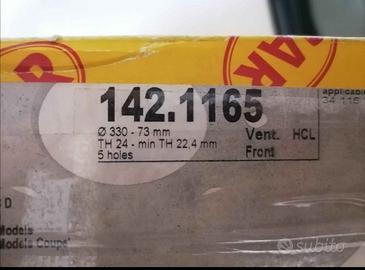 142.1165
Ø 330 - 73 mm Vent. HCL
TH 24 - min TH 22,4 mm Front
5 holes
applicable
34 116
D
Models
Models Coupe'
subito